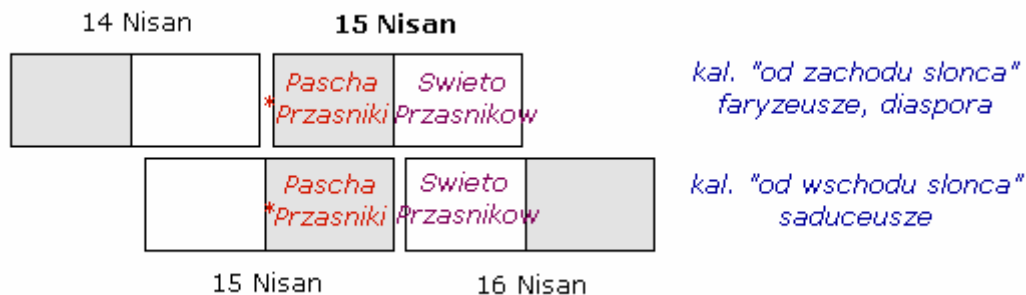 14 Nisan
15 Nisan
Pascha
*Przasniki
Swieto
Przasnikow
kal. "od zachodu slonca"
faryzeusze, diaspora
Pascha
*Przasniki
Swieto
Przasnikow
kal. "od wschodu slonca"
saduceusze
15 Nisan
16 Nisan